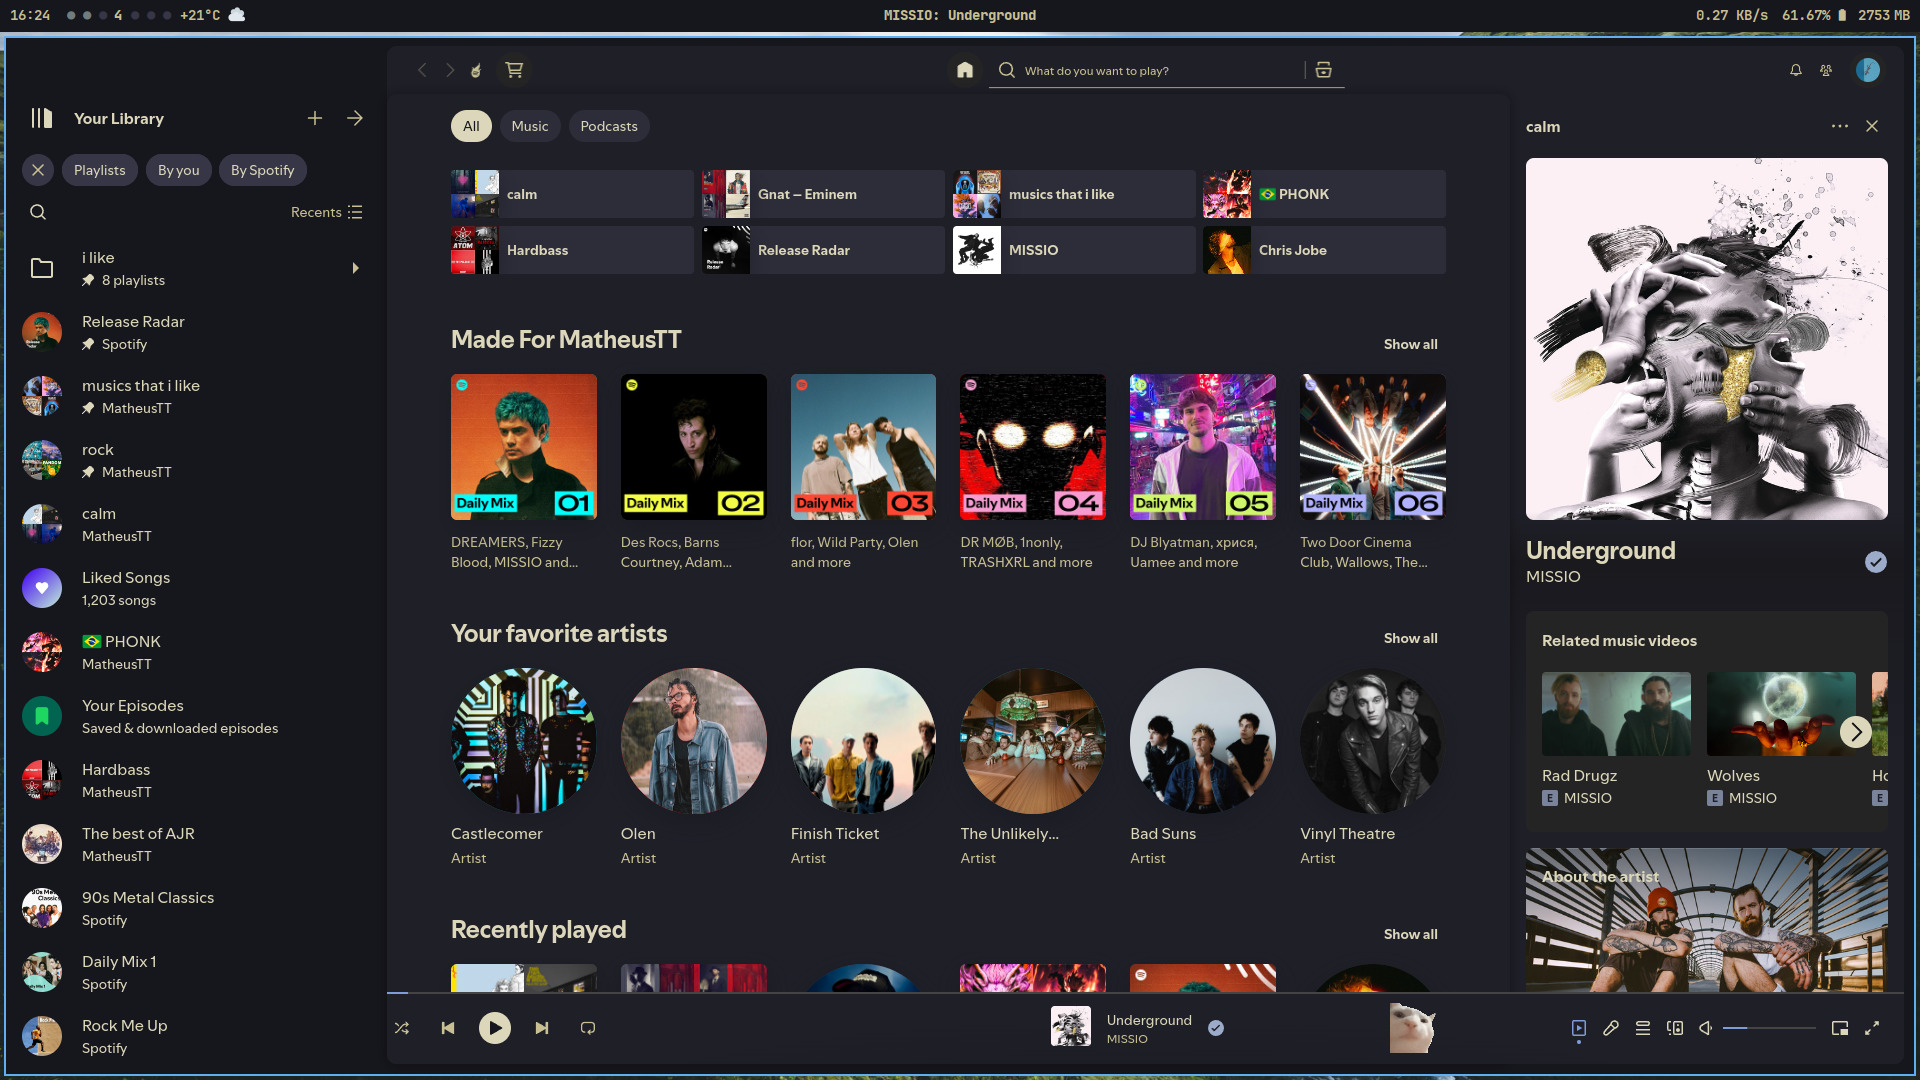 16:24
4
+21°C
MISSIO: Underground
0.27 KB/s
61.67%
2753 MB
What do you want to play?
Your Library
Playlists
By you
By Spotify
Recents
i like
8 playlists
Release Radar
Spotify
musics that i like
MatheusTT
rock
MatheusTT
calm
MatheusTT
Liked Songs
1,203 songs
🇧🇷 PHONK
MatheusTT
Your Episodes
Saved & downloaded episodes
Hardbass
MatheusTT
The best of AJR
MatheusTT
90s Metal Classics
Spotify
Daily Mix 1
Spotify
Rock Me Up
Spotify
All
Music
Podcasts
calm
Gnat – Eminem
musics that i like
🇧🇷 PHONK
ATOM
Hardbass
Release Radar
MISSIO
Chris Jobe
Made For MatheusTT
Show all
Daily Mix 01
Daily Mix 02
Daily Mix 03
Daily Mix 04
Daily Mix 05
Daily Mix 06
DREAMERS, Fizzy
Blood, MISSIO and...
Des Rocs, Barns
Courtney, Adam...
flor, Wild Party, Olen
and more
DR MØB, 1nonly,
TRASHXRL and more
DJ Blyatman, хрися,
Uamee and more
Two Door Cinema
Club, Wallows, The...
Your favorite artists
Show all
Castlecomer
Artist
Olen
Artist
Finish Ticket
Artist
The Unlikely...
Artist
Bad Suns
Artist
Vinyl Theatre
Artist
Recently played
Show all
calm
Underground
MISSIO
Related music videos
Rad Drugz
E MISSIO
Wolves
E MISSIO
Ho
E
About the artist
Underground
MISSIO